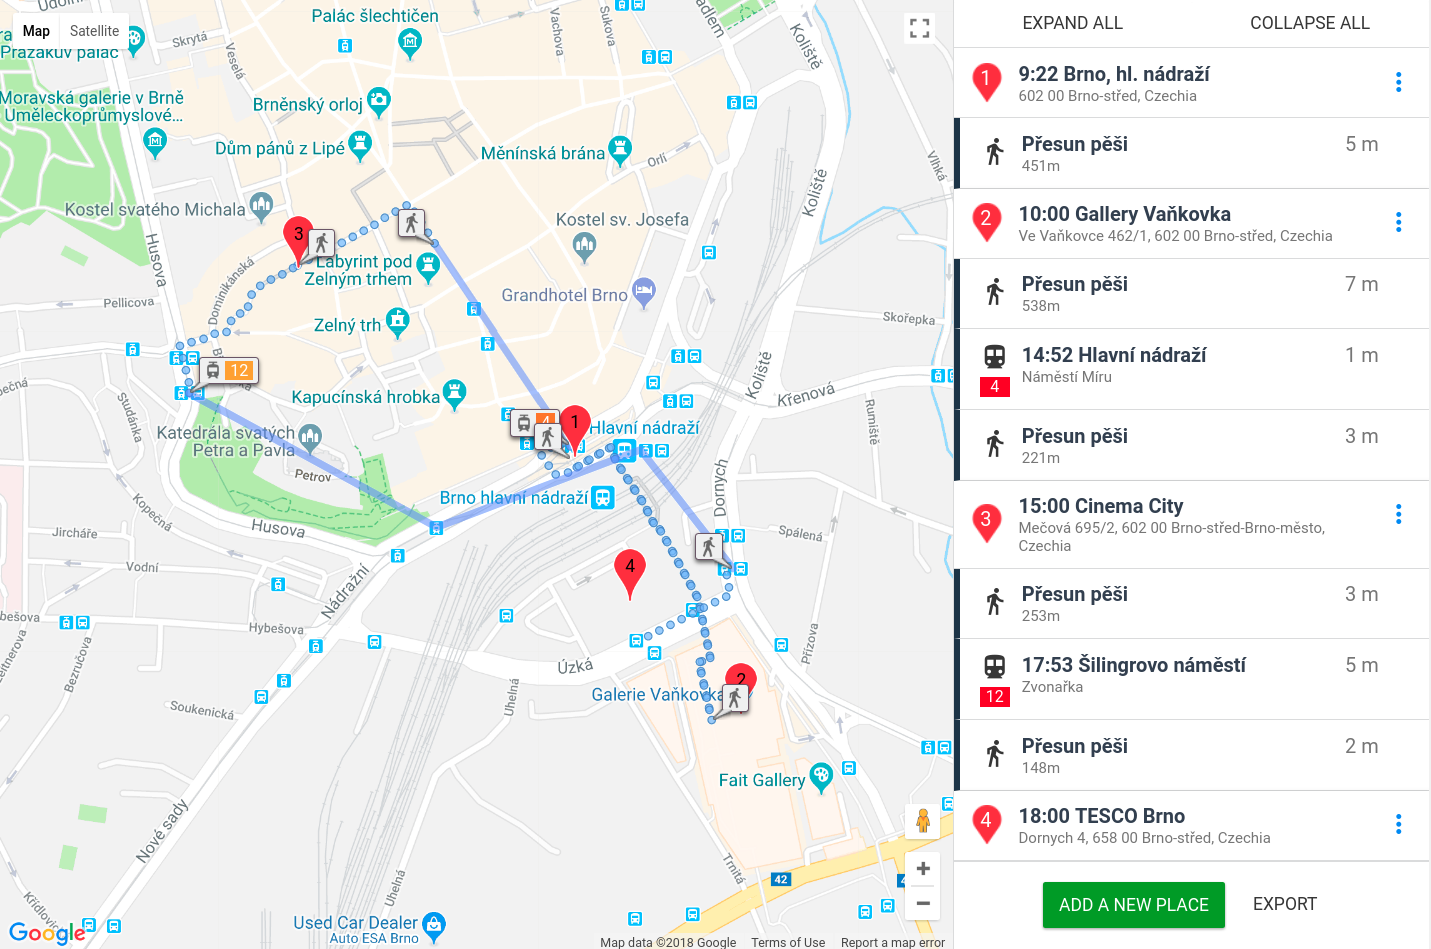 Map
Satellite
Palác šlechtičen
Skrytá
Pražákův palác
Veselá
Sukova
Koliště
Moravská galerie v Brně
Uměleckoprůmyslové...
Brněnský orloj
Dům pánů z Lipé
Měnínská brána
Orlí
Vlhká
Koliště
Kostel svatého Michala
Kostel sv. Josefa
3
Husova
Dominikánská
Labyrint pod
Zelným trhem
Grandhotel Brno
Pellicova
Zelný trh
Skořepka
12
Koliště
Kapucínská hrobka
Křenová
Studánka
Rumiště
4
1
Hlavní nádraží
Katedrála svatých
Petra a Pavla
Petrov
Dornych
Brno hlavní nádraží
Kopečná
Husova
Jircháře
Spálená
Vodní
Vachova
4
Nádražní
Hybešova
Bezručova
Přízova
Úzká
2
Galerie Vaňkovka
Uhelná
Soukenická
Fait Gallery
Nové sady
Trnitá
42
Uhelná
Křídlovická
Used Car Dealer
Auto ESA Brno
Google
Map data ©2018 Google
Terms of Use
Report a map error
EXPAND ALL
COLLAPSE ALL
1
9:22 Brno, hl. nádraží
602 00 Brno-střed, Czechia
Přesun pěši
5 m
451m
2
10:00 Gallery Vaňkovka
Ve Vaňkovce 462/1, 602 00 Brno-střed, Czechia
Přesun pěši
7 m
538m
14:52 Hlavní nádraží
1 m
Náměstí Míru
4
Přesun pěši
3 m
221m
3
15:00 Cinema City
Mečová 695/2, 602 00 Brno-střed-Brno-město,
Czechia
Přesun pěši
3 m
253m
17:53 Šilingrovo náměstí
5 m
Zvonařka
12
Přesun pěši
2 m
148m
4
18:00 TESCO Brno
Dornych 4, 658 00 Brno-střed, Czechia
ADD A NEW PLACE
EXPORT